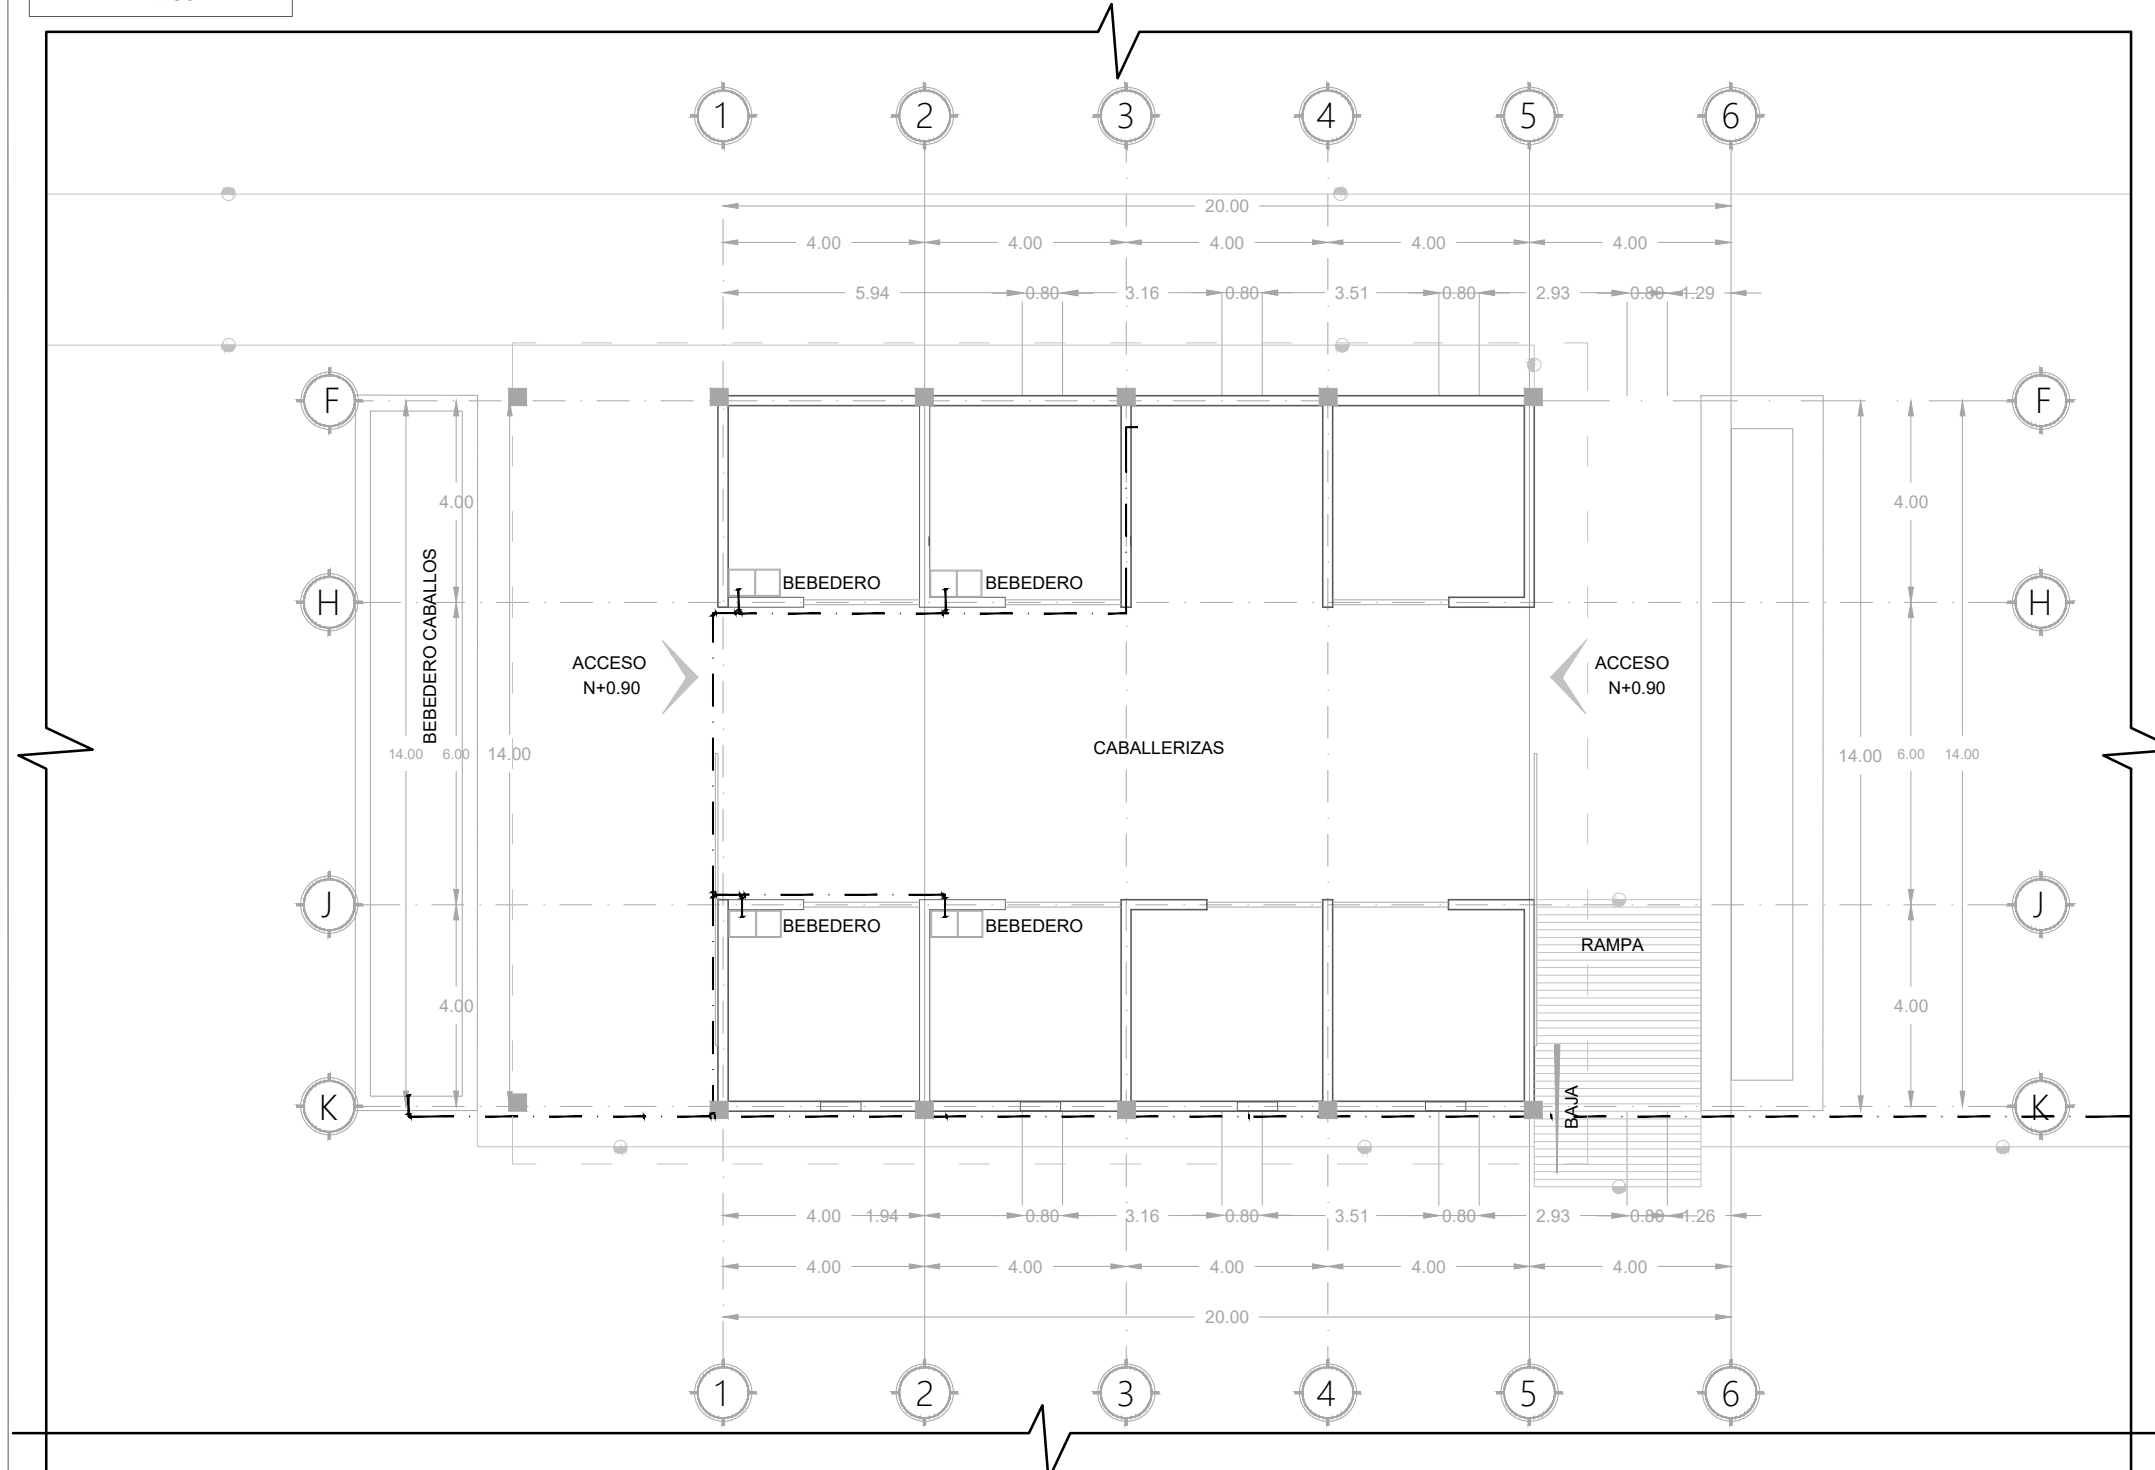 1 2 3 4 5 6
20.00
4.00 4.00 4.00 4.00 4.00
5.94 0.80 3.16 0.80 3.51 0.80 2.93 0.80 1.29
F F
4.00 4.00
BEBEDERO CABALLOS
BEBEDERO BEBEDERO
H H
ACCESO ACCESO
N+0.90 N+0.90
CABALLERIZAS
14.00 6.00 14.00 14.00 6.00 14.00
J J
BEBEDERO BEBEDERO
RAMPA
4.00 4.00
BAJA
K K
4.00 1.94 0.80 3.16 0.80 3.51 0.80 2.93 0.80 1.26
4.00 4.00 4.00 4.00 4.00
20.00
1 2 3 4 5 6